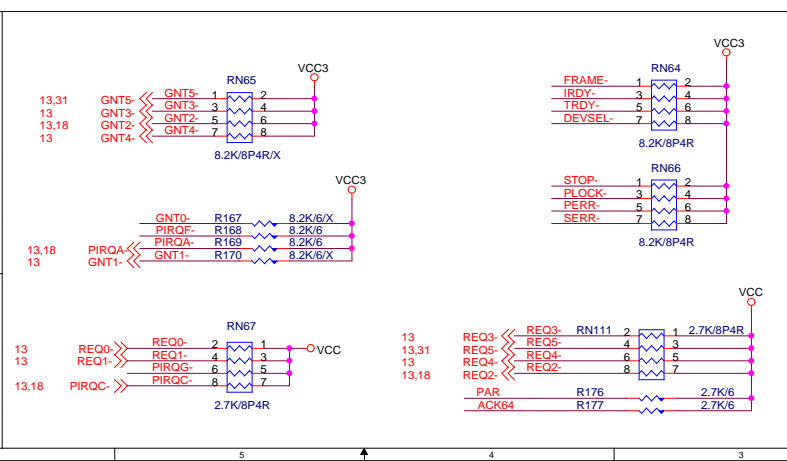 VCC3
RN65
13,31 GNT5- GNT5- 1 2
13 GNT3- GNT3- 3 4
13,18 GNT2- GNT2- 5 6
13 GNT4- GNT4- 7 8
8.2K/8P4R/X
VCC3
RN64
FRAME- 1 2
IRDY- 3 4
TRDY- 5 6
DEVSEL- 7 8
8.2K/8P4R
RN66
STOP- 1 2
PLOCK- 3 4
PERR- 5 6
SERR- 7 8
8.2K/8P4R
VCC3
GNT0- R167 8.2K/6/X
PIRQF- R168 8.2K/6
13,18 PIRQA- PIRQA- R169 8.2K/6
13 GNT1- GNT1- R170 8.2K/6/X
RN67
13 REQ0- REQ0- 2 1 VCC
13 REQ1- REQ1- 4 3
PIRQG- 6 5
13,18 PIRQC- PIRQC- 8 7
2.7K/8P4R
VCC
13 REQ3- REQ3- RN111 2 1 2.7K/8P4R
13,31 REQ5- REQ5- 4 3
13 REQ4- REQ4- 6 5
13,18 REQ2- REQ2- 8 7
PAR R176 2.7K/6
ACK64 R177 2.7K/6
5 4 3